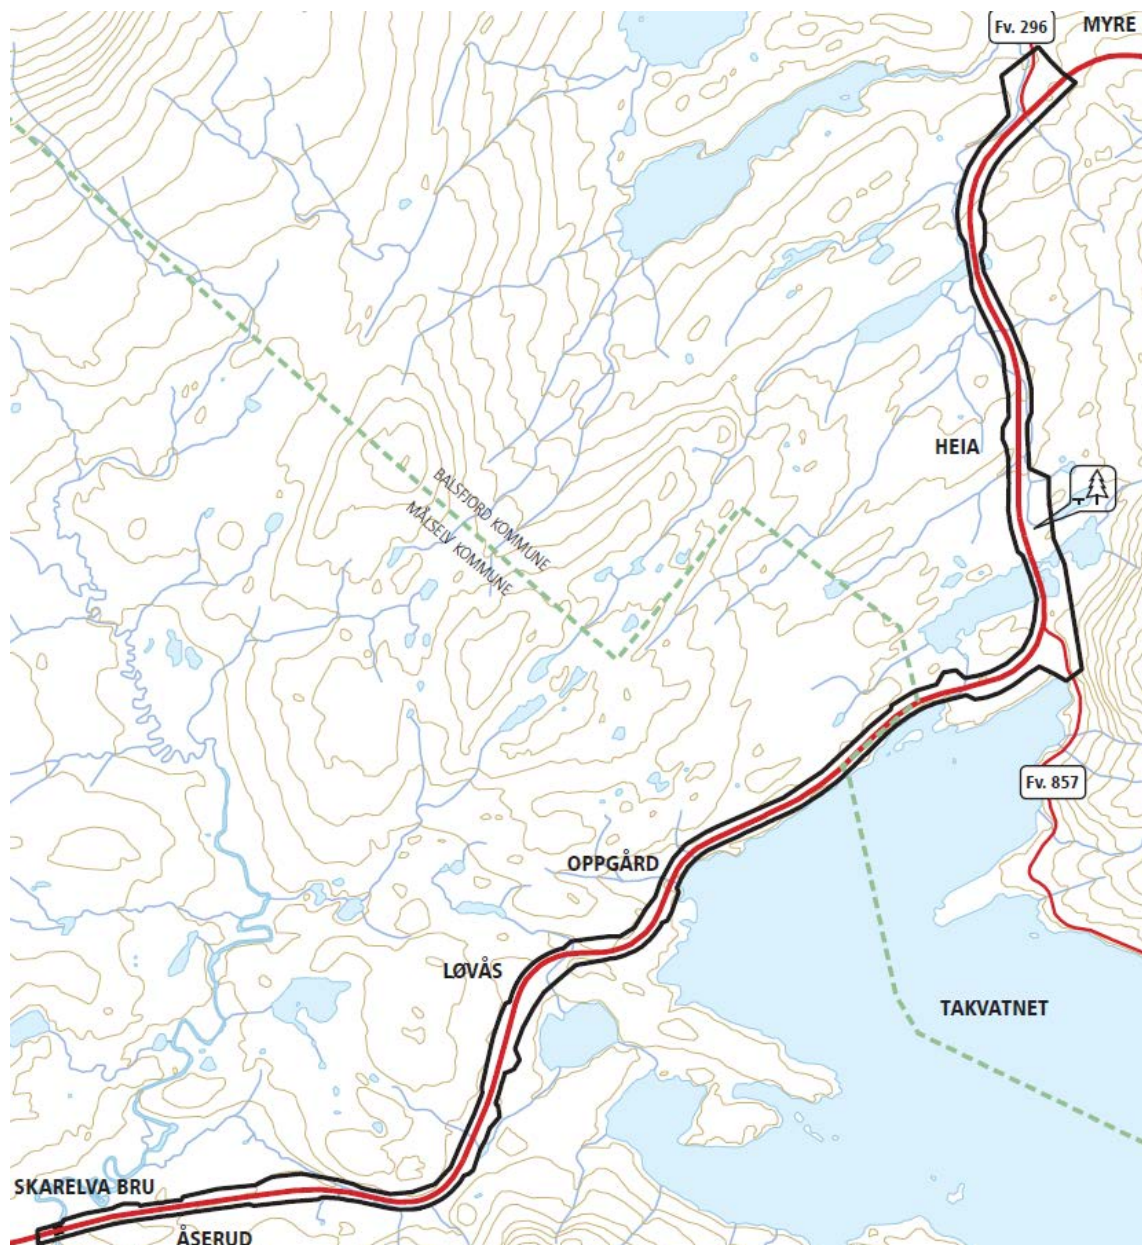 Fv. 296
MYRE
HEIA
BALSFJORD KOMMUNE
MÅLSELV KOMMUNE
Fv. 857
OPPGÅRD
LØVÅS
TAKVATNET
SKARELVA BRU
ÅSERUD